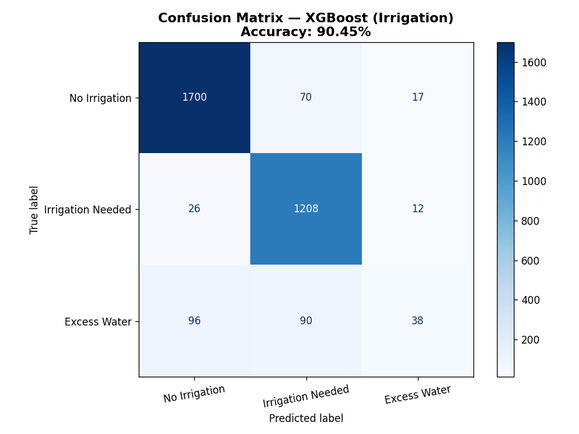 Confusion Matrix — XGBoost (Irrigation)
Accuracy: 90.45%
No Irrigation
1700 70 17
Irrigation Needed
26 1208 12
Excess Water
96 90 38
True label
No Irrigation Irrigation Needed Excess Water
Predicted label
1600
1400
1200
1000
800
600
400
200